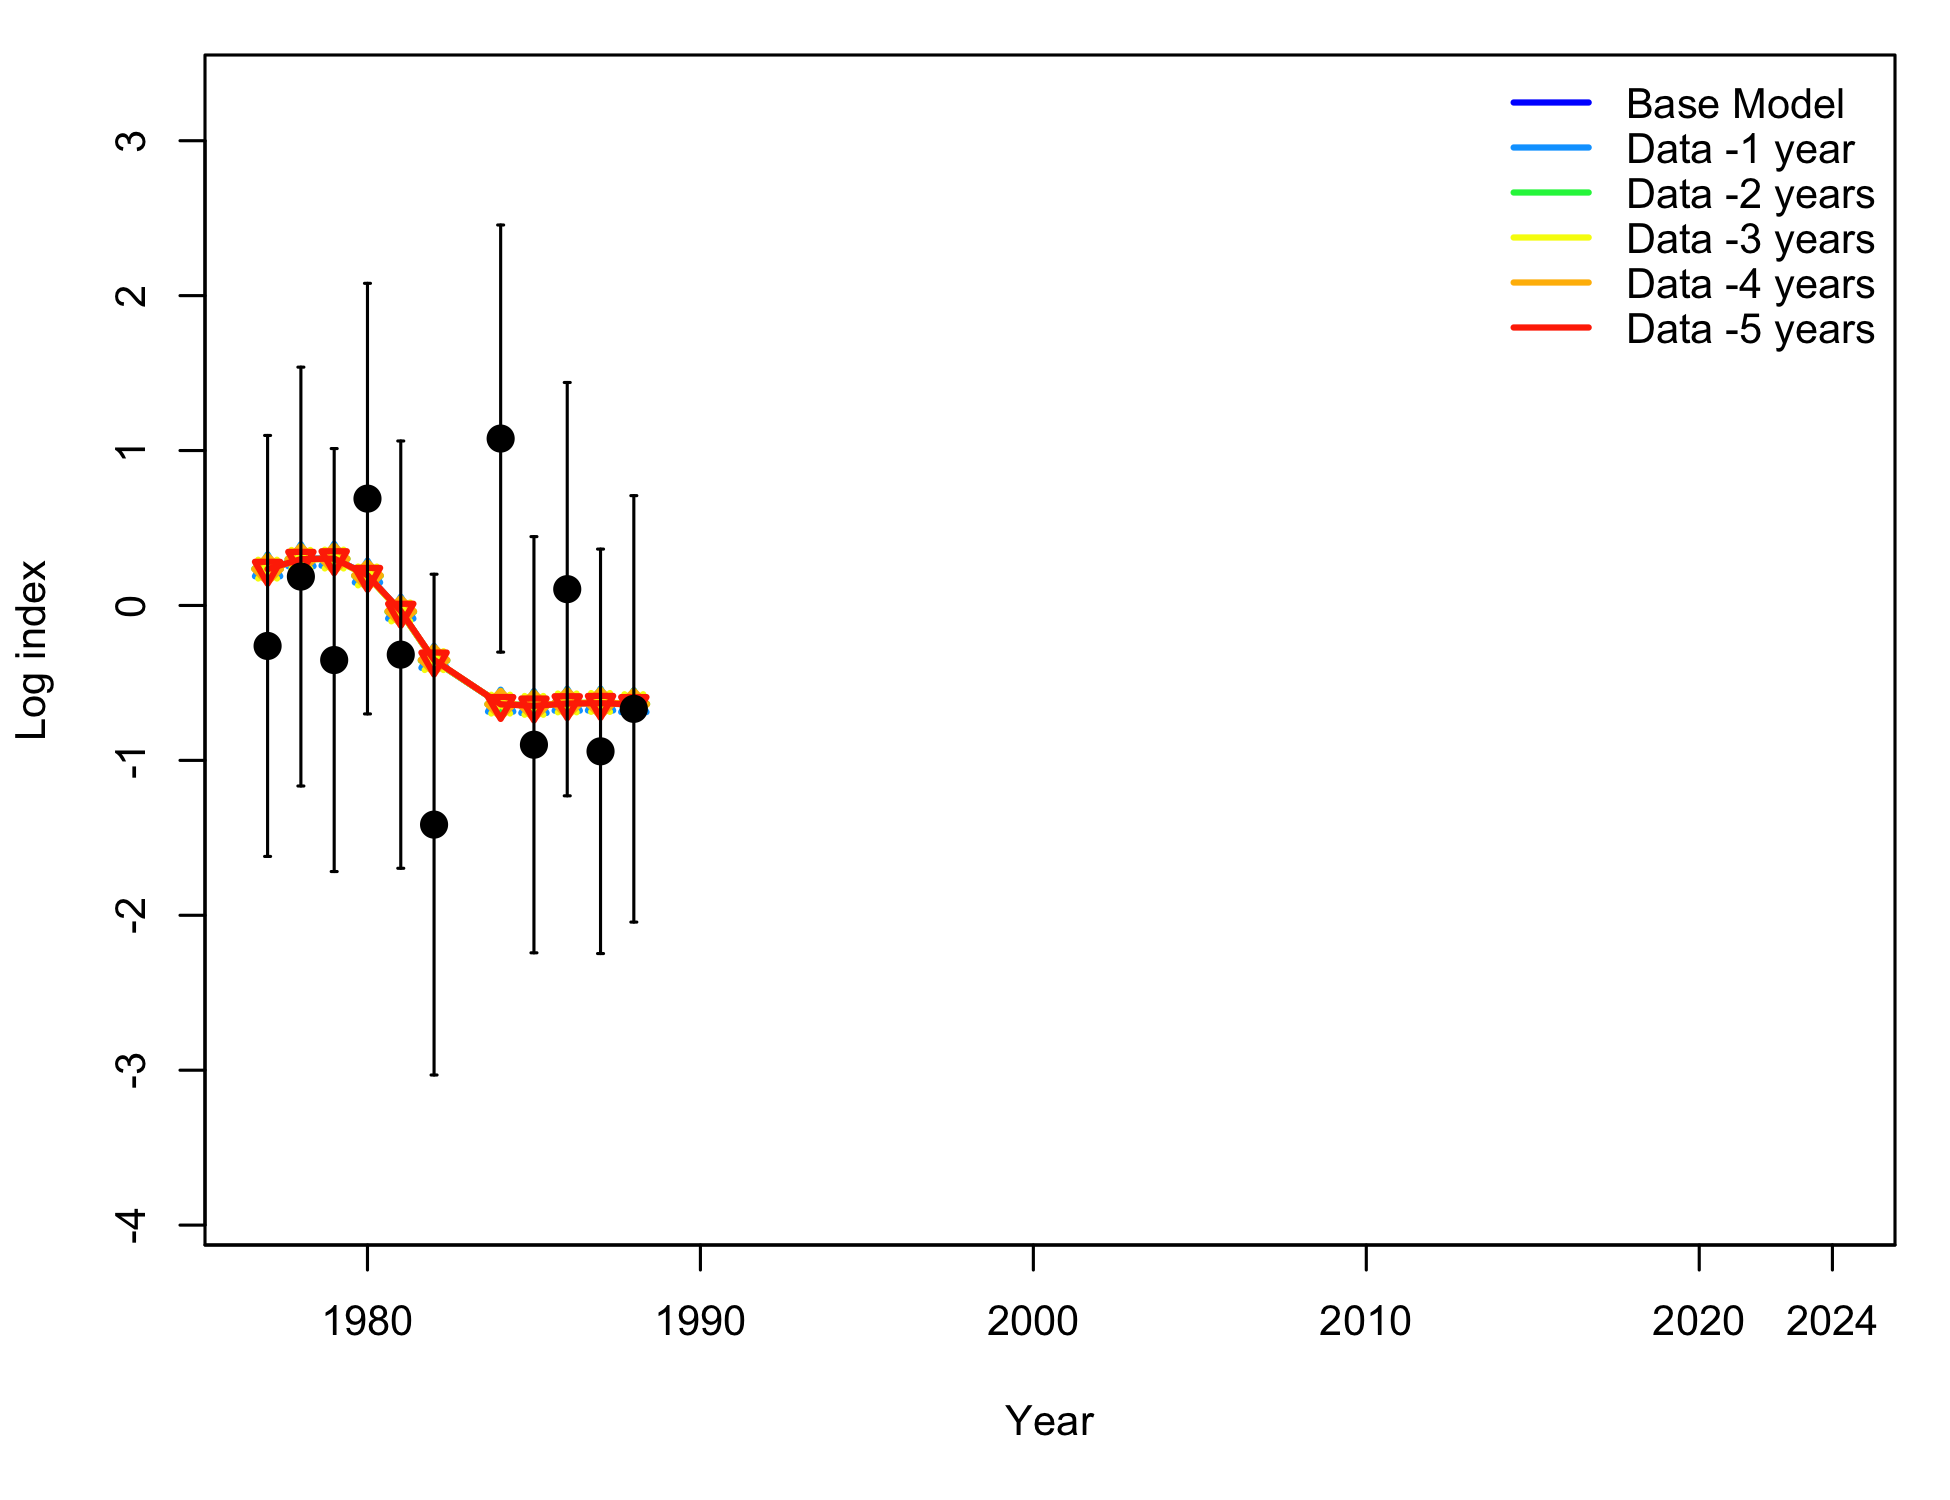 Base Model
Data -1 year
Data -2 years
Data -3 years
Data -4 years
Data -5 years
3
2
1
0
-1
-2
-3
-4
Log index
1980 1990 2000 2010 2020 2024
Year